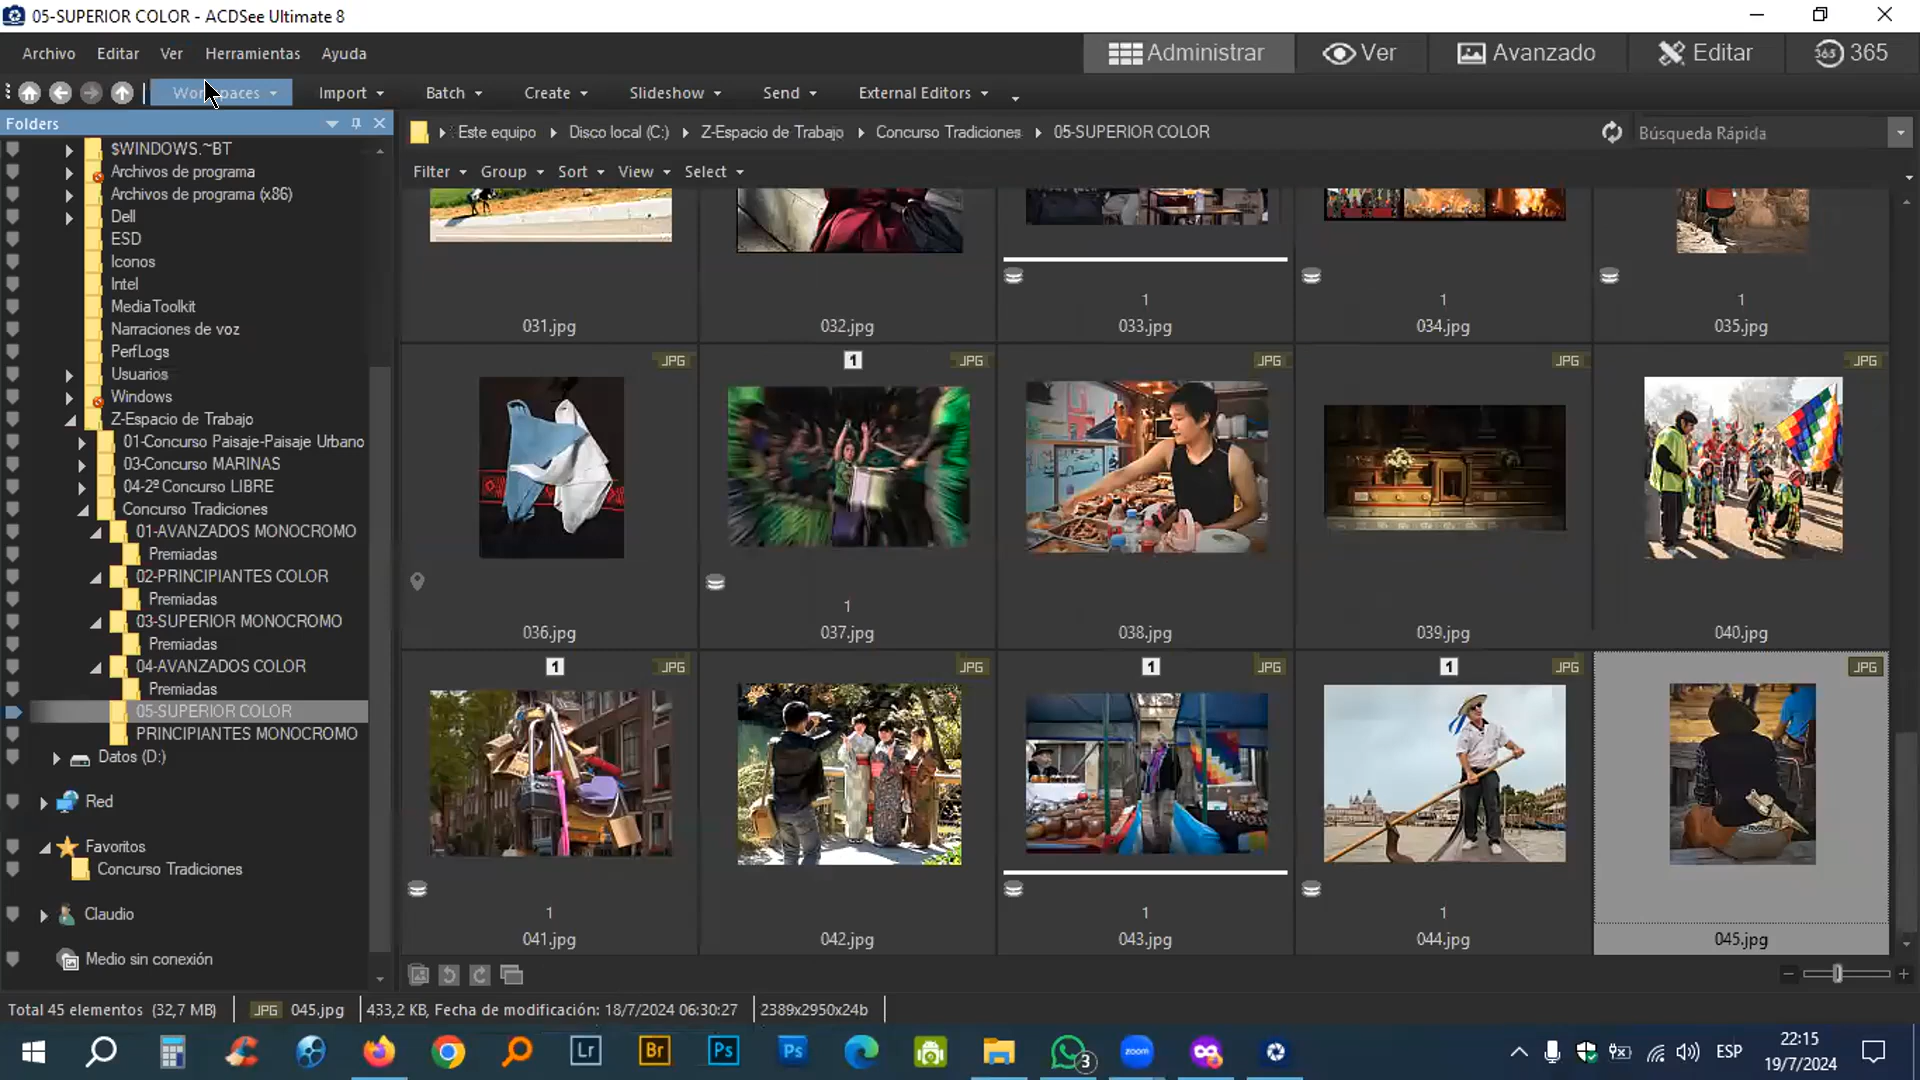 05-SUPERIOR COLOR - ACDSee Ultimate 8
Archivo Editar Ver Herramientas Ayuda
Administrar Ver Avanzado Editar 365 365
Import Batch Create Slideshow Send External Editors
Folders
Este equipo Disco local (C:) Z-Espacio de Trabajo Concurso Tradiciones 05-SUPERIOR COLOR
Búsqueda Rápida
Filter Group Sort View Select
$WINDOWS.~BT
Archivos de programa
Archivos de programa (x86)
Dell
ESD
Iconos
Intel
MediaToolkit
Narraciones de voz
PerfLogs
Usuarios
Windows
Z-Espacio de Trabajo
01-Concurso Paisaje-Paisaje Urbano
03-Concurso MARINAS
04-2ª Concurso LIBRE
Concurso Tradiciones
01-AVANZADOS MONOCROMO
Premiadas
02-PRINCIPIANTES COLOR
Premiadas
03-SUPERIOR MONOCROMO
Premiadas
04-AVANZADOS COLOR
Premiadas
05-SUPERIOR COLOR
PRINCIPIANTES MONOCROMO
Datos (D:)
Red
Favoritos
Concurso Tradiciones
Claudio
Medio sin conexión
1 1 1
031.jpg 032.jpg 033.jpg 034.jpg 035.jpg
JPG 1 JPG JPG JPG JPG
1
036.jpg 037.jpg 038.jpg 039.jpg 040.jpg
1 JPG JPG 1 JPG 1 JPG JPG
1 1 1
041.jpg 042.jpg 043.jpg 044.jpg 045.jpg
Total 45 elementos (32,7 MB) JPG 045.jpg 433,2 KB, Fecha de modificación: 18/7/2024 06:30:27 2389x2950x24b
Lr Br Ps Ps 3 zoom ESP
22:15
19/7/2024